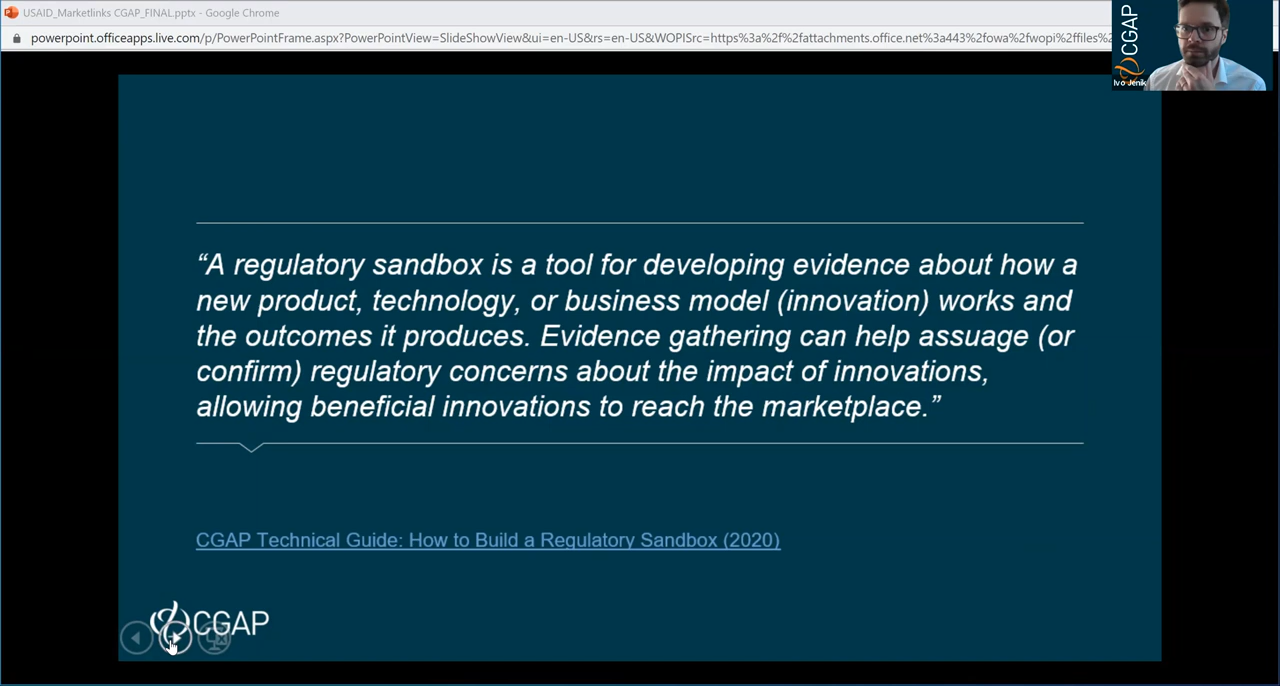 USAID_Marketlinks CGAP_FINAL.pptx - Google Chrome
powerpoint.officeapps.live.com/p/PowerPointFrame.aspx?PowerPointView=SlideShowView&ui=en-US&rs=en-US&WOPISrc=https%3a%2f%2fattachments.office.net%3a443%2fowa%2fwopi%2ffiles%2
CGAP
Ivo Jenik
“A regulatory sandbox is a tool for developing evidence about how a
new product, technology, or business model (innovation) works and
the outcomes it produces. Evidence gathering can help assuage (or
confirm) regulatory concerns about the impact of innovations,
allowing beneficial innovations to reach the marketplace.”
CGAP Technical Guide: How to Build a Regulatory Sandbox (2020)
CGAP